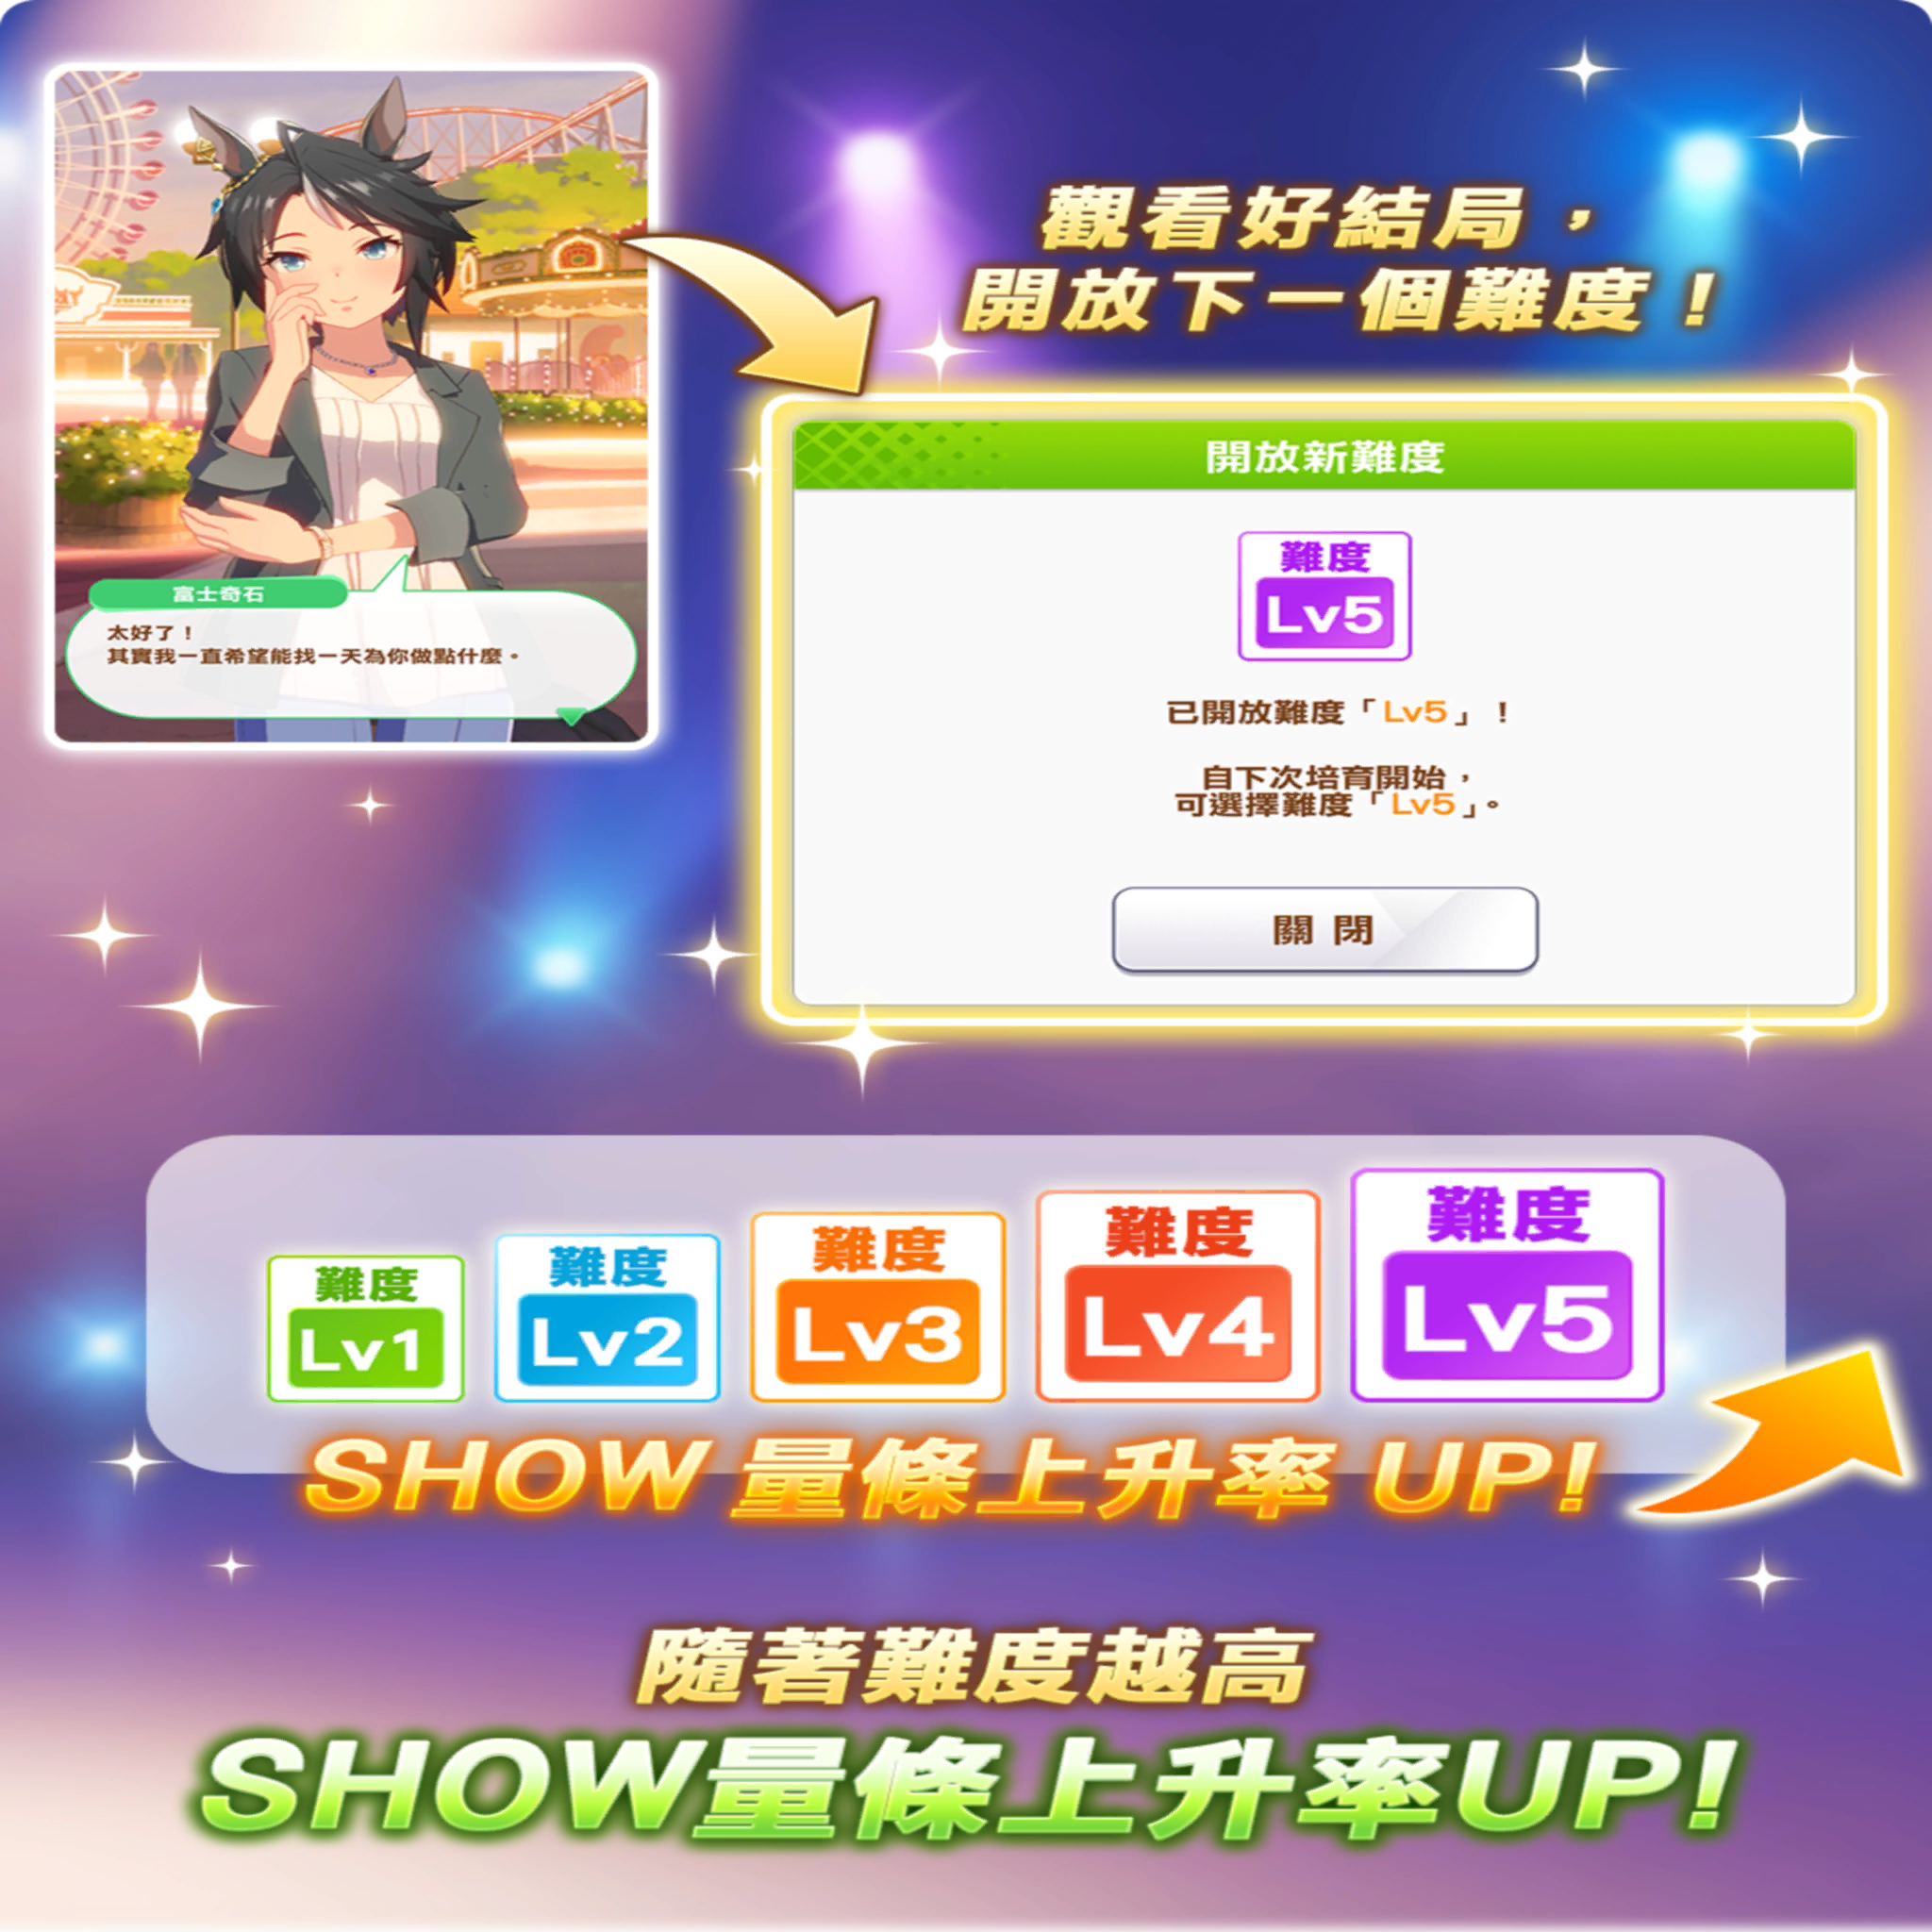 觀看好結局，
開放下一個難度！
富士奇石
太好了！
其實我一直希望能找一天為你做點什麼。
開放新難度
難度
Lv5
已開放難度「Lv5」！
自下次培育開始，
可選擇難度「Lv5」。
關閉
難度
Lv1
難度
Lv2
難度
Lv3
難度
Lv4
難度
Lv5
SHOW 量條上升率 UP!
隨著難度越高
SHOW量條上升率UP!